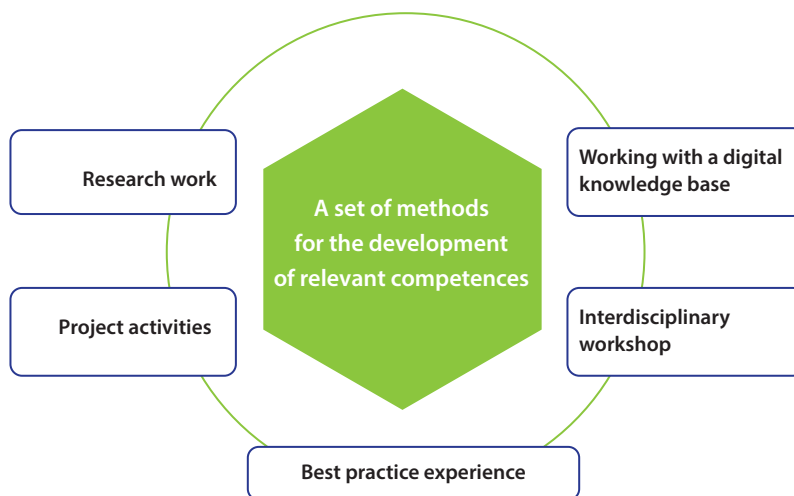 Research work
Project activities
A set of methods
for the development
of relevant competences
Working with a digital
knowledge base
Interdisciplinary
workshop
Best practice experience